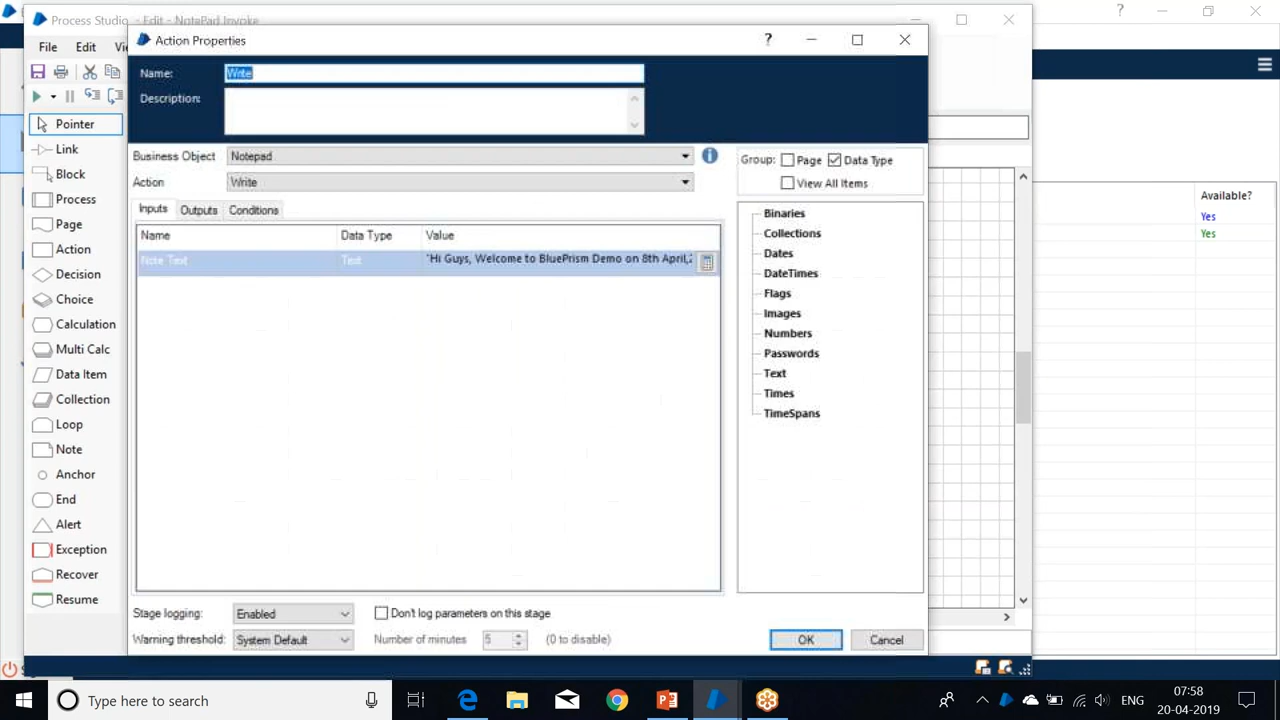 Process Studio - Edit - NotePad Invoke
File Edit
Action Properties
Name: Write
Description:
Pointer
Link
Block
Process
Page
Action
Decision
Choice
Calculation
Multi Calc
Data Item
Collection
Loop
Note
Anchor
End
Alert
Exception
Recover
Resume
Business Object Notepad
Action Write
Inputs Outputs Conditions
Name Data Type Value
Note Text Text "Hi Guys, Welcome to BluePrism Demo on 8th April,2
Group: Page Data Type
View All Items
Binaries
Collections
Dates
DateTimes
Flags
Images
Numbers
Passwords
Text
Times
TimeSpans
Stage logging: Enabled Don't log parameters on this stage
Warning threshold: System Default Number of minutes 5 (0 to disable)
OK Cancel
Available?
Yes
Yes
Type here to search
ENG
07:58
20-04-2019